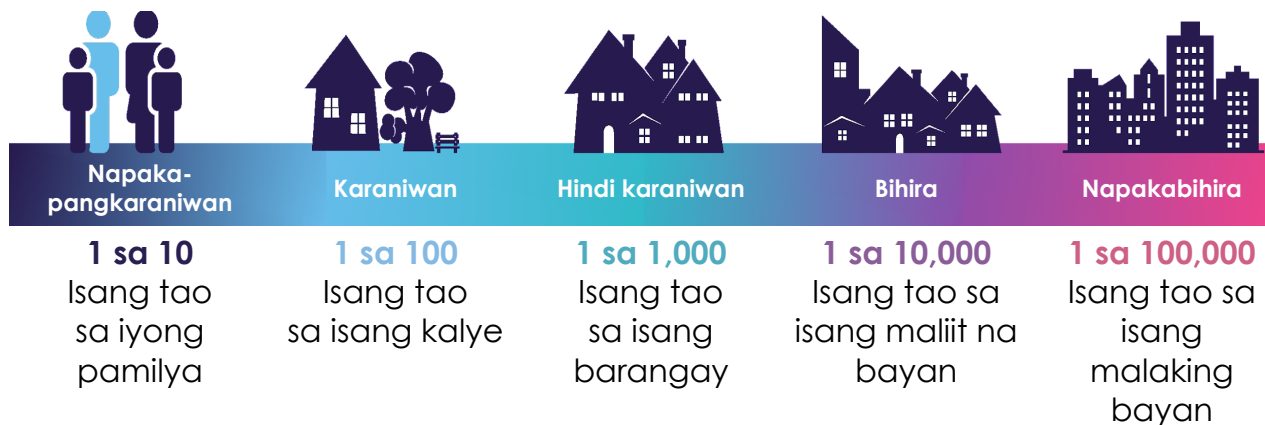 Napaka-
pangkaraniwan
Karaniwan
Hindi karaniwan
Bihira
Napakabihira
1 sa 10
Isang tao
sa iyong
pamilya
1 sa 100
Isang tao
sa isang kalye
1 sa 1,000
Isang tao
sa isang
barangay
1 sa 10,000
Isang tao sa
isang maliit na
bayan
1 sa 100,000
Isang tao sa
isang
malaking
bayan